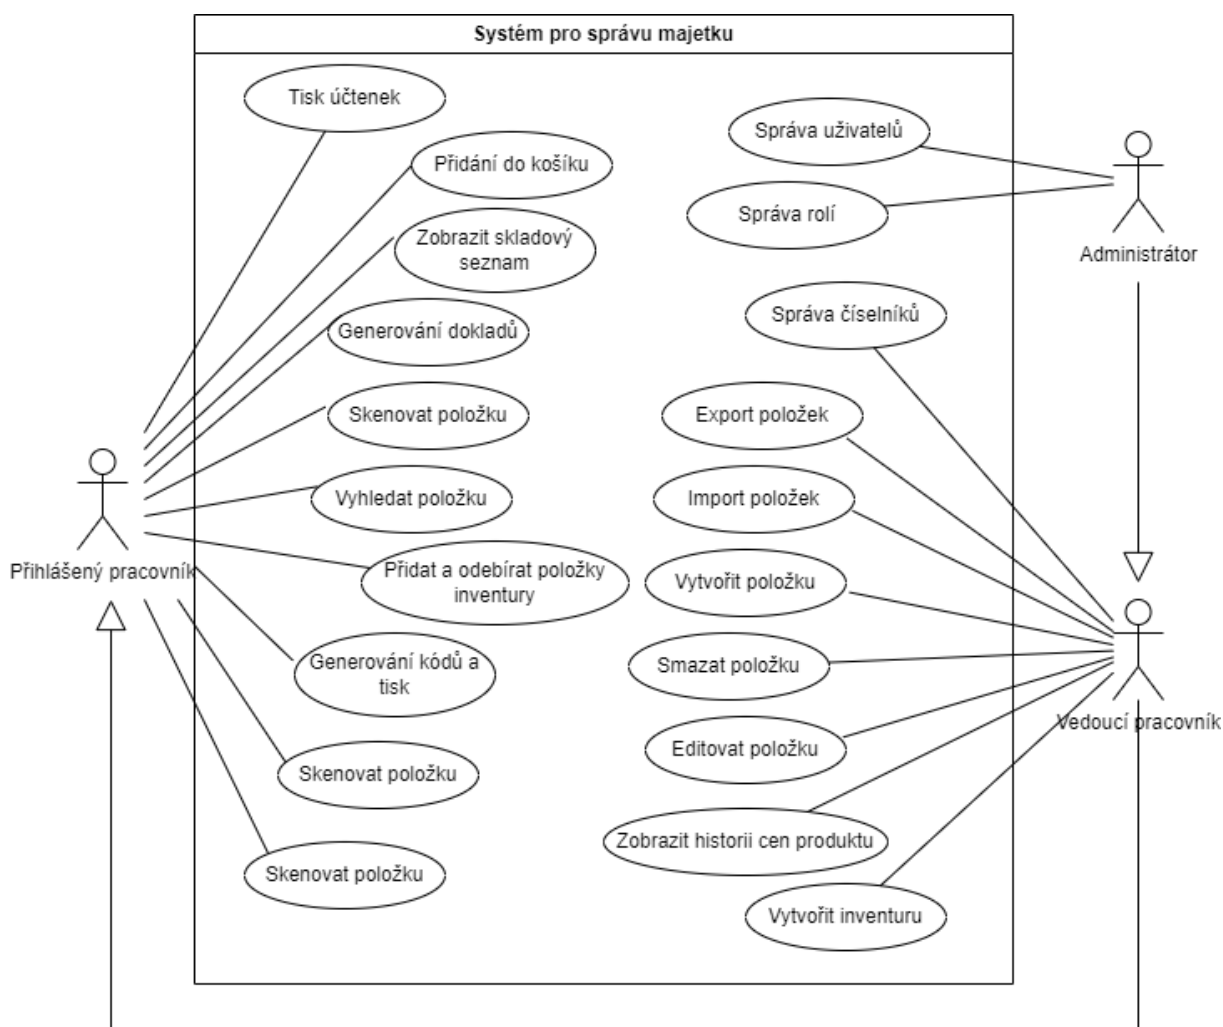 Systém pro správu majetku
Tisk účtenek
Přidání do košíku
Zobrazit skladový
seznam
Generování dokladů
Skenovat položku
Vyhledat položku
Přidat a odebírat položky
inventury
Generování kódů a
tisk
Skenovat položku
Skenovat položku
Přihlášený pracovník
Správa uživatelů
Správa rolí
Správa číselníků
Export položek
Import položek
Vytvořit položku
Smazat položku
Editovat položku
Zobrazit historii cen produktu
Vytvořit inventuru
Administrátor
Vedoucí pracovník